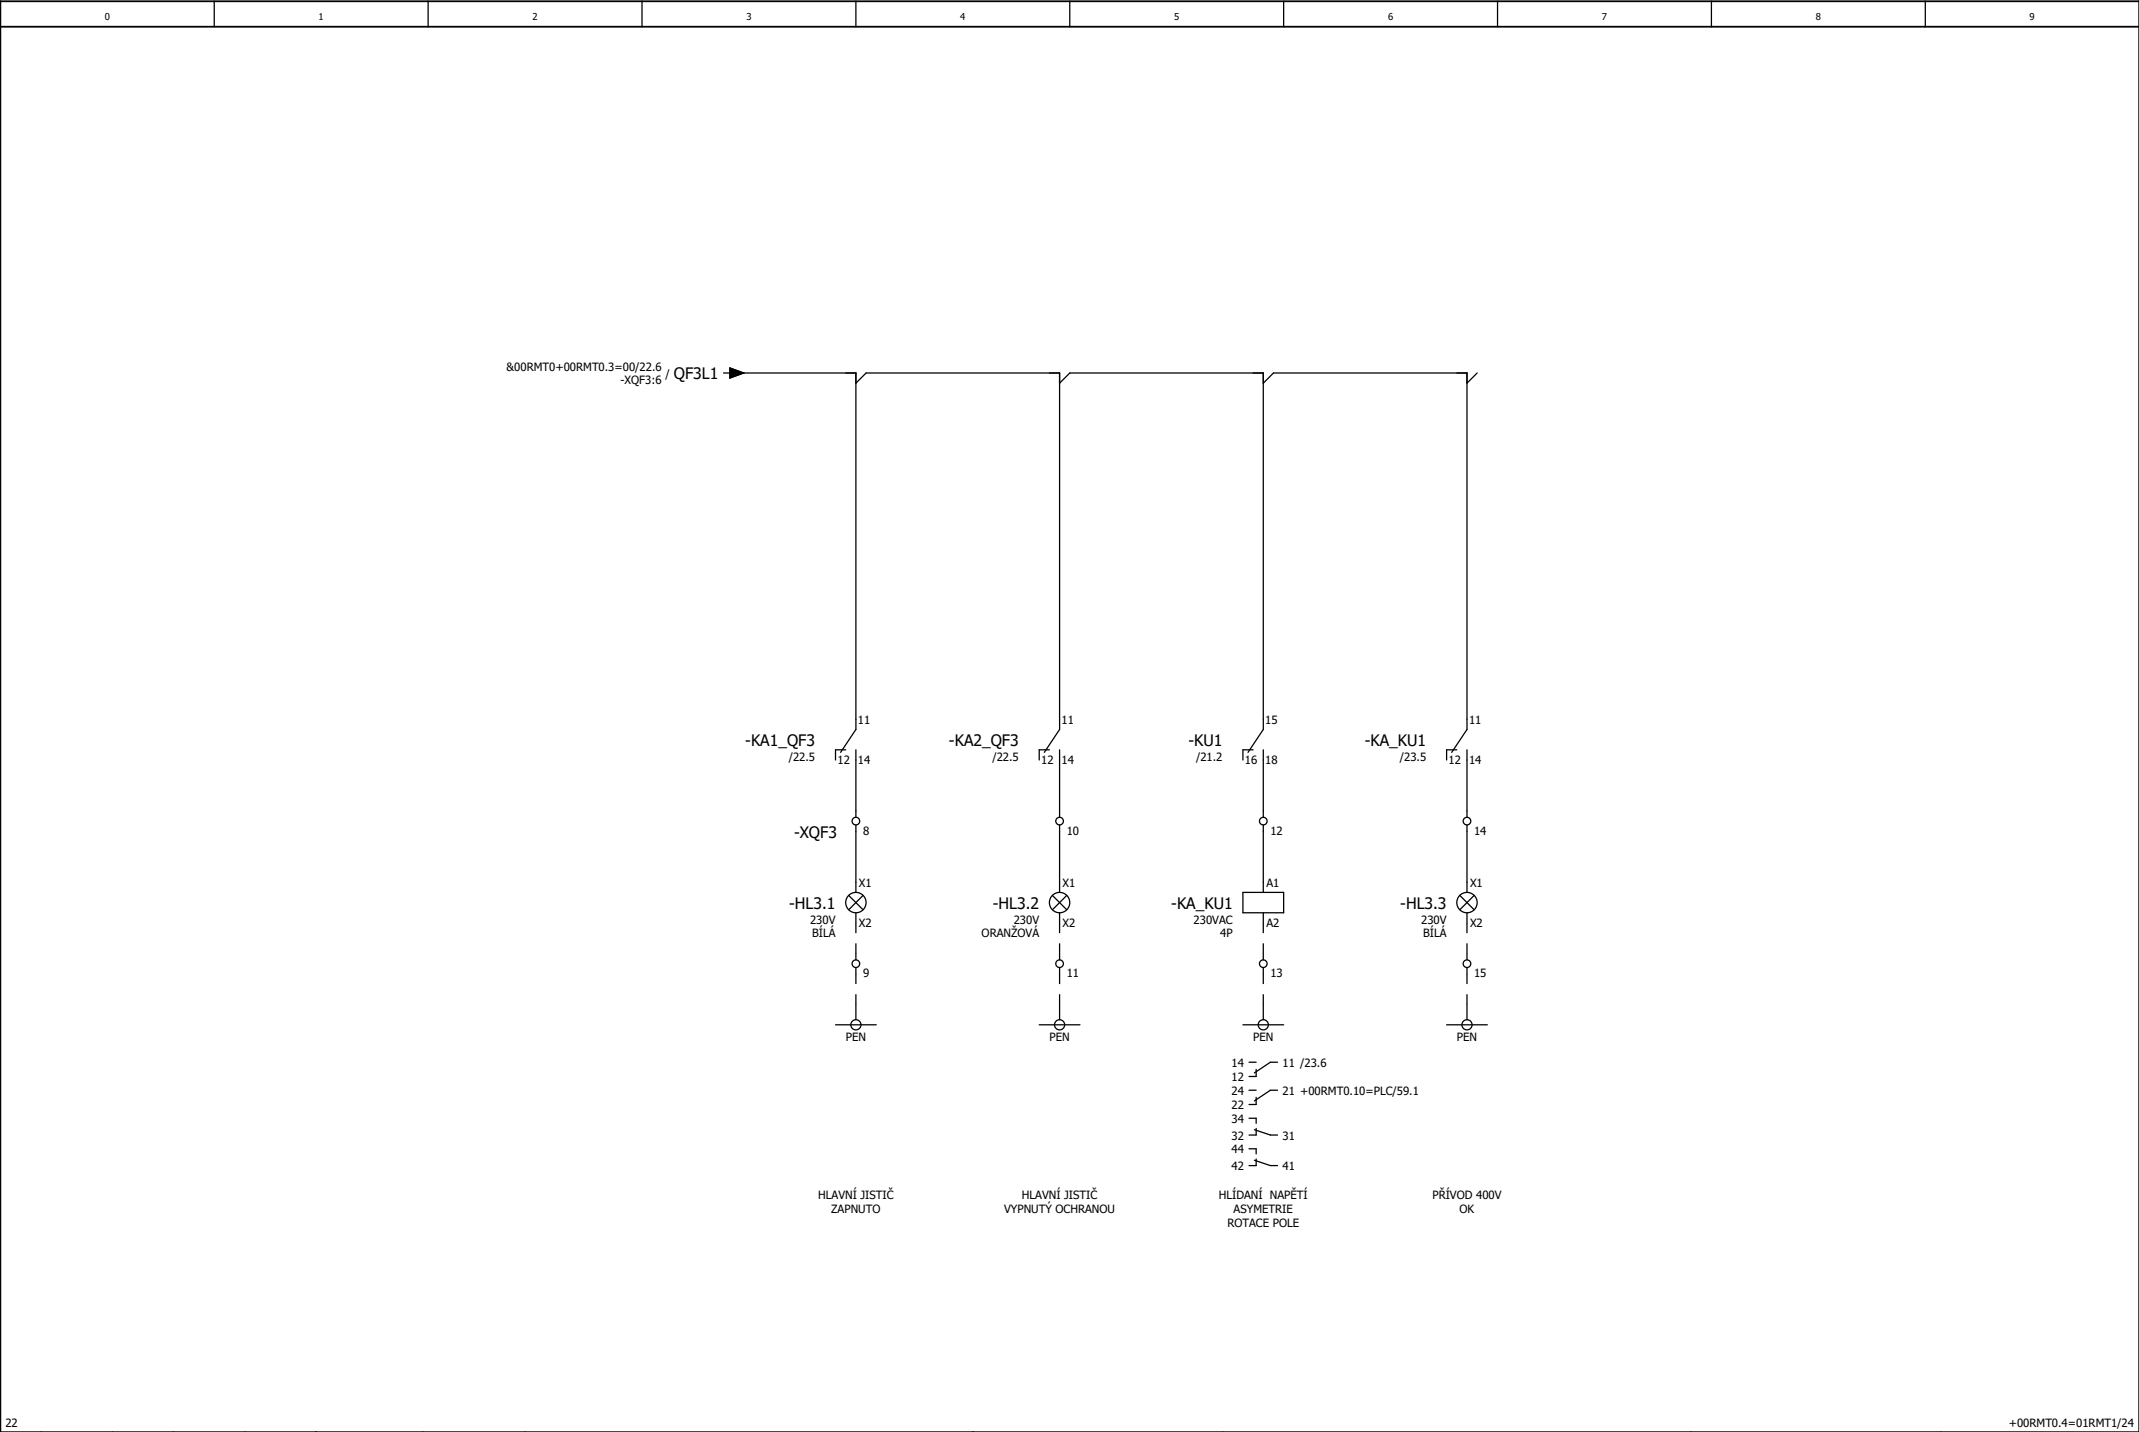 0 1 2 3 4 5 6 7 8 9
&00RMT0+00RMT0.3=00/22.6
-XQF3:6 / QF3L1
11 11 15 11
-KA1_QF3 -KA2_QF3 -KU1 -KA_KU1
/22.5 12 14 /22.5 12 14 /21.2 16 18 /23.5 12 14
-XQF3 8 10 12 14
X1 X1 A1 X1
-HL3.1 -HL3.2 -KA_KU1 -HL3.3
230V X2 230V X2 230VAC A2 230V X2
BÍLÁ ORANŽOVÁ 4P BÍLÁ
9 11 13 15
PEN PEN PEN PEN
14 11 /23.6
12
24 21 +00RMT0.10=PLC/59.1
22
34
32 31
44
42 41
HLAVNÍ JISTIČ
ZAPNUTO
HLAVNÍ JISTIČ
VYPNUTÝ OCHRANOU
HLÍDANÍ NAPĚTÍ
ASYMETRIE
ROTACE POLE
PŘÍVOD 400V
OK
22 +00RMT0.4=01RMT1/24